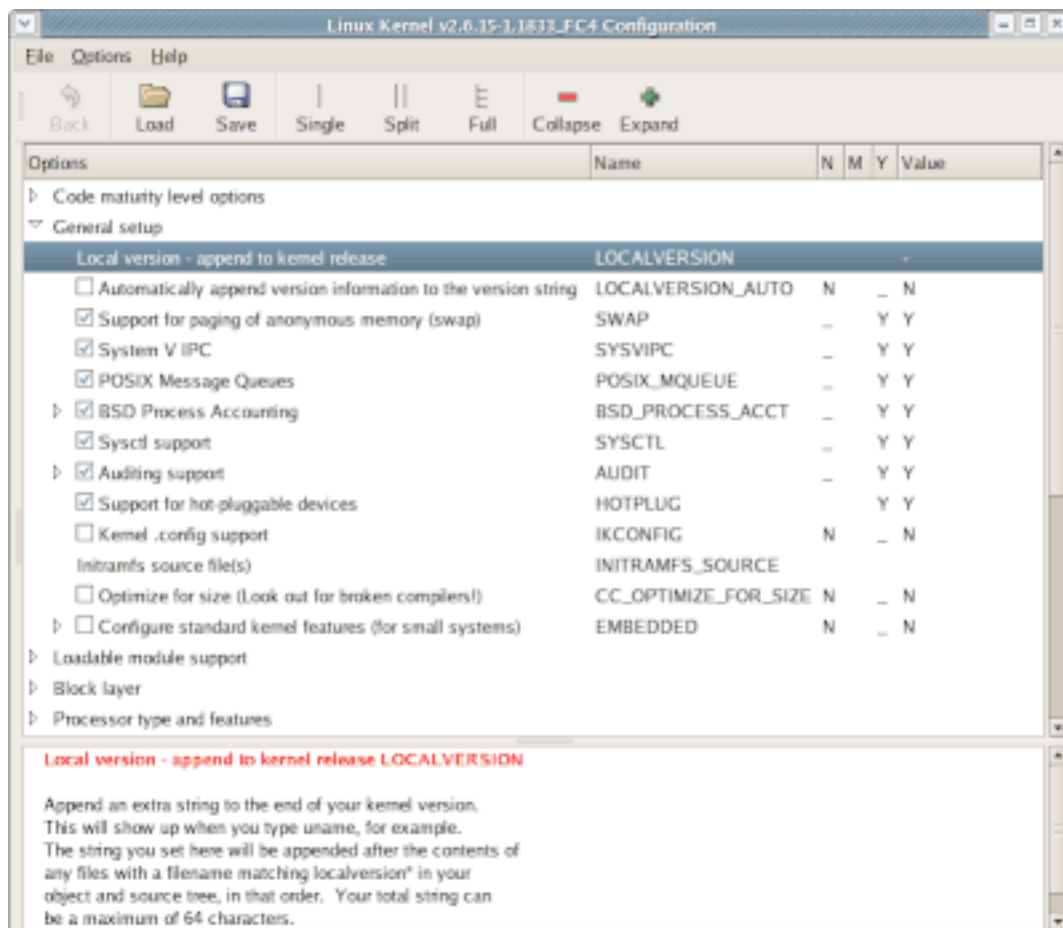 Linux Kernel v2.6.15-1.1833_FC4 Configuration
File Options Help
Back Load Save Single Split Full Collapse Expand
Options Name N M Y Value
Code maturity level options
General setup
Local version - append to kernel release LOCALVERSION -
Automatically append version information to the version string LOCALVERSION_AUTO N _ N
Support for paging of anonymous memory (swap) SWAP _ Y Y
System V IPC SYSVIPC _ Y Y
POSIX Message Queues POSIX_MQUEUE _ Y Y
BSD Process Accounting BSD_PROCESS_ACCT _ Y Y
Sysctl support SYSCTL _ Y Y
Auditing support AUDIT _ Y Y
Support for hot-pluggable devices HOTPLUG Y Y
Kernel .config support IKCONFIG N _ N
Initramfs source file(s) INITRAMFS_SOURCE
Optimize for size (Look out for broken compilers!) CC_OPTIMIZE_FOR_SIZE N _ N
Configure standard kernel features (for small systems) EMBEDDED N _ N
Loadable module support
Block layer
Processor type and features
Local version - append to kernel release LOCALVERSION
Append an extra string to the end of your kernel version.
This will show up when you type uname, for example.
The string you set here will be appended after the contents of
any files with a filename matching localversion* in your
object and source tree, in that order. Your total string can
be a maximum of 64 characters.